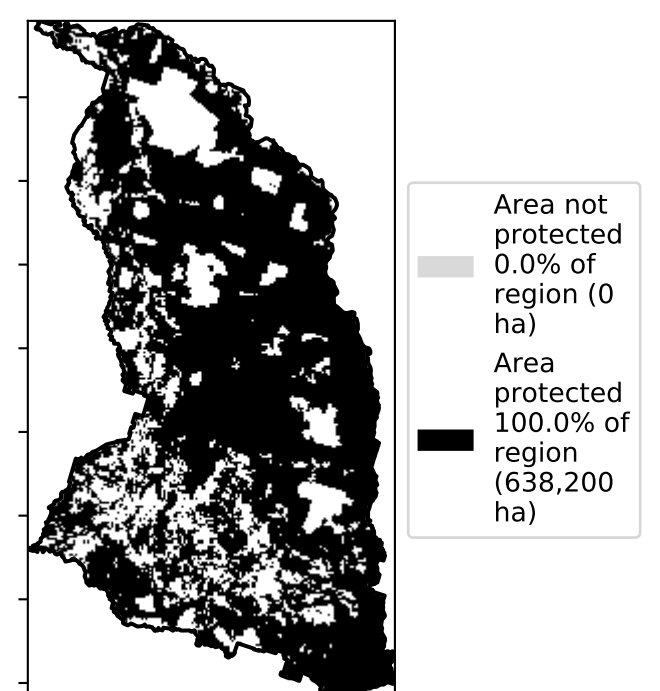 Area not
protected
0.0% of
region (0
ha)
Area
protected
100.0% of
region
(638,200
ha)